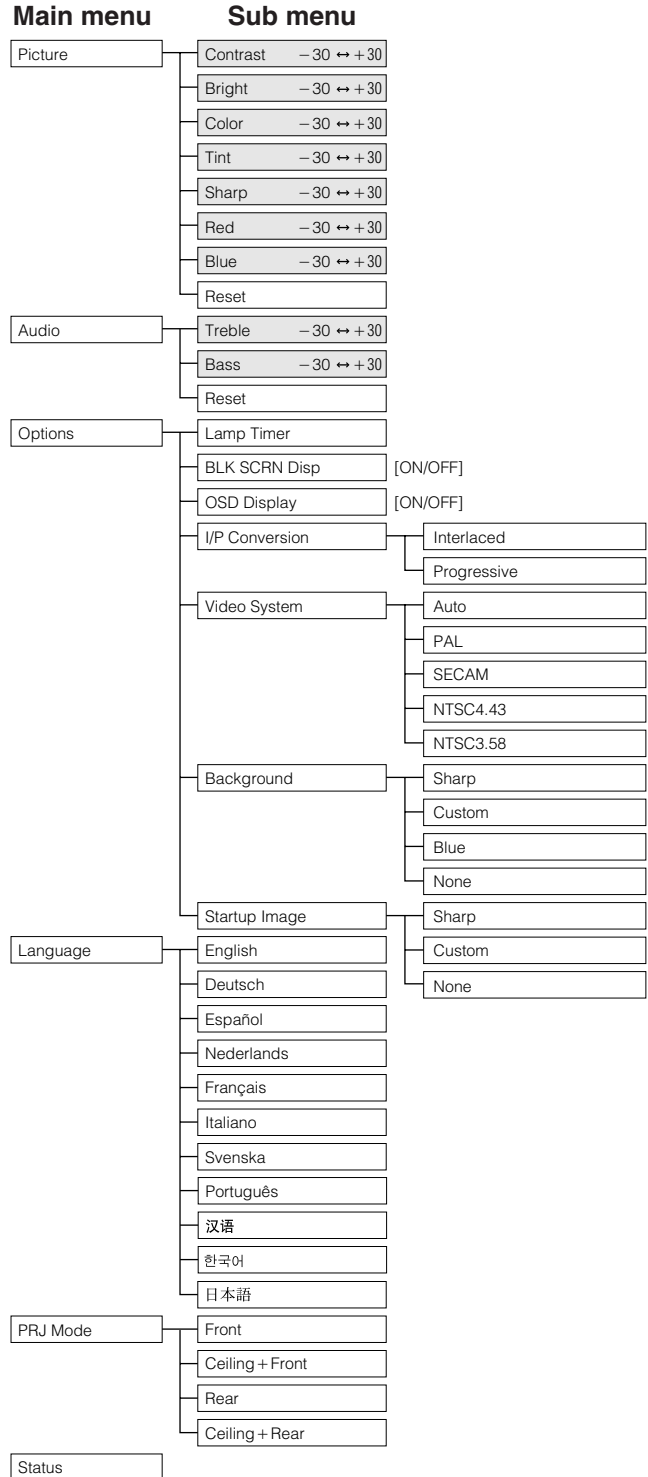 Main menu Sub menu
Picture Contrast −30 ↔ +30
Bright −30 ↔ +30
Color −30 ↔ +30
Tint −30 ↔ +30
Sharp −30 ↔ +30
Red −30 ↔ +30
Blue −30 ↔ +30
Reset
Audio Treble −30 ↔ +30
Bass −30 ↔ +30
Reset
Options Lamp Timer
BLK SCRN Disp [ON/OFF]
OSD Display [ON/OFF]
I/P Conversion Interlaced
Progressive
Video System Auto
PAL
SECAM
NTSC4.43
NTSC3.58
Background Sharp
Custom
Blue
None
Startup Image Sharp
Language English Custom
Deutsch None
Español
Nederlands
Français
Italiano
Svenska
Português
汉语
한국어
日本語
PRJ Mode Front
Ceiling+Front
Rear
Ceiling+Rear
Status